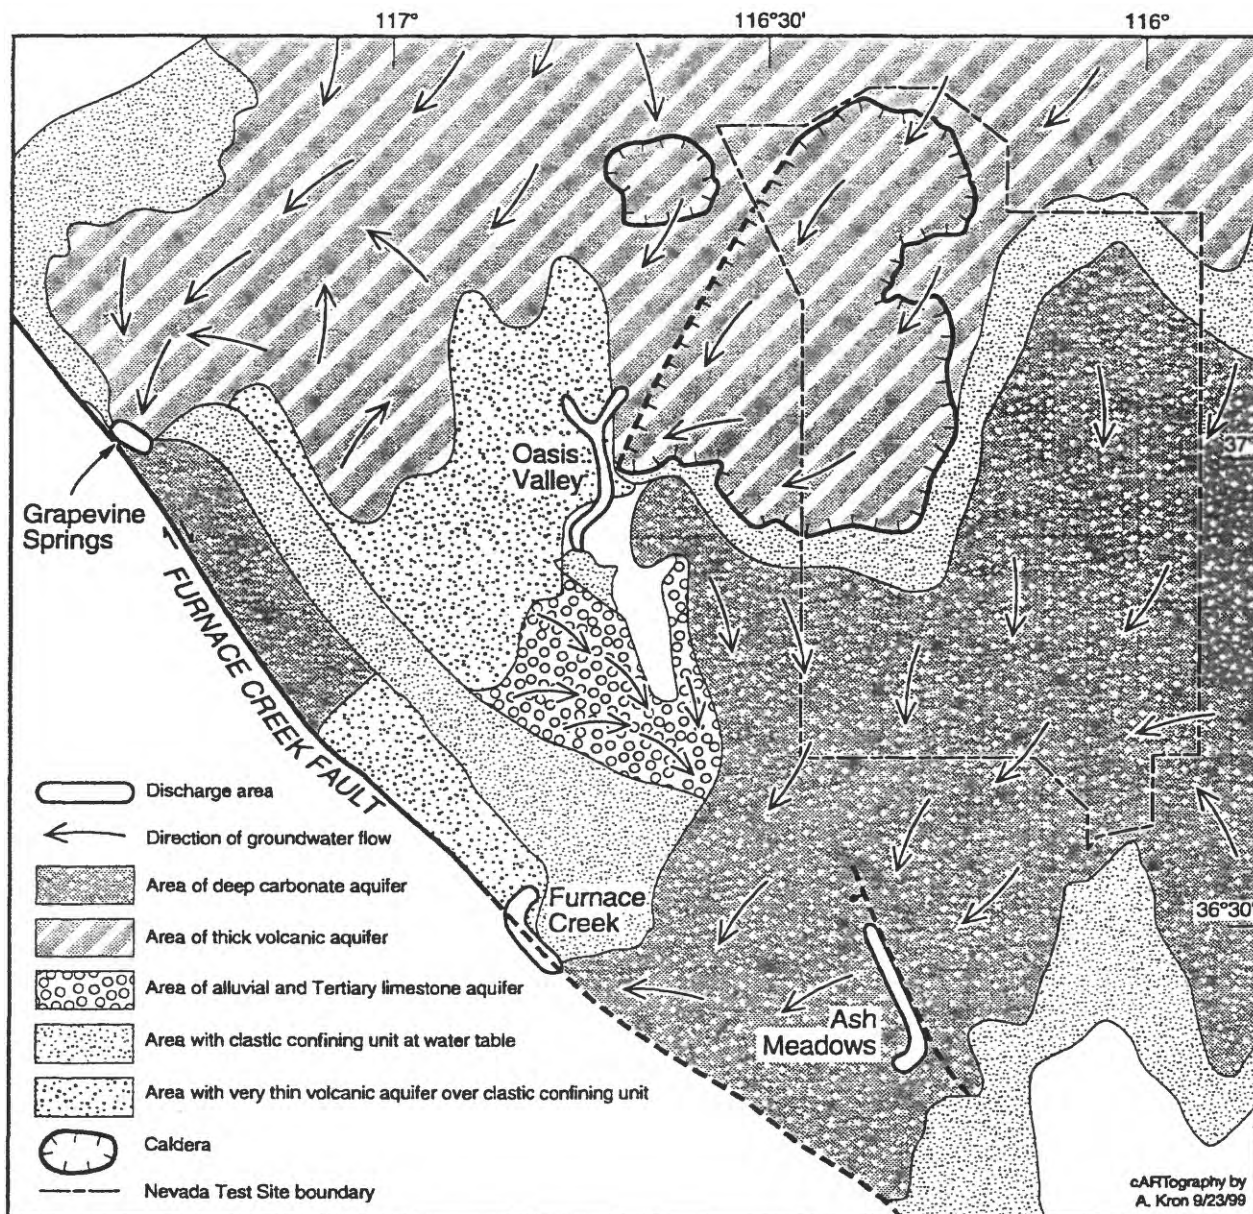 117°
116°30'
116°
Oasis
Valley
37
Grapevine
Springs
FURNACE CREEK FAULT
Discharge area
Direction of groundwater flow
Area of deep carbonate aquifer
Furnace
Creek
36°30'
Area of thick volcanic aquifer
Area of alluvial and Tertiary limestone aquifer
Ash
Meadows
Area with clastic confining unit at water table
Area with very thin volcanic aquifer over clastic confining unit
Caldera
Nevada Test Site boundary
cARTography by
A. Kron 9/23/99